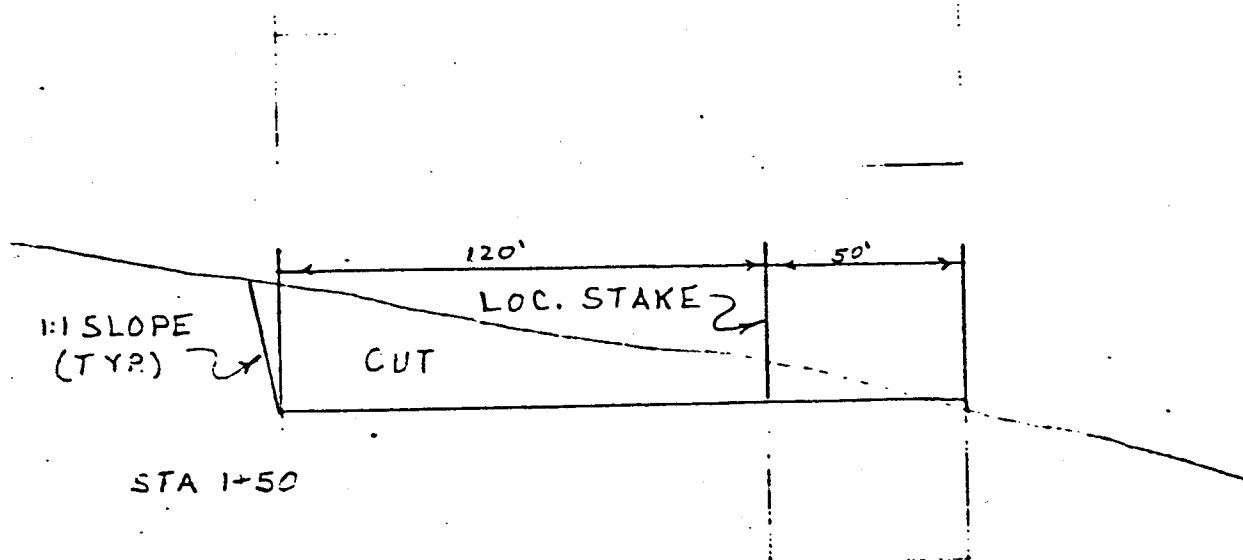 120'
50'
LOC. STAKE
1:1 SLOPE
(TYP.)
CUT
STA 1+50